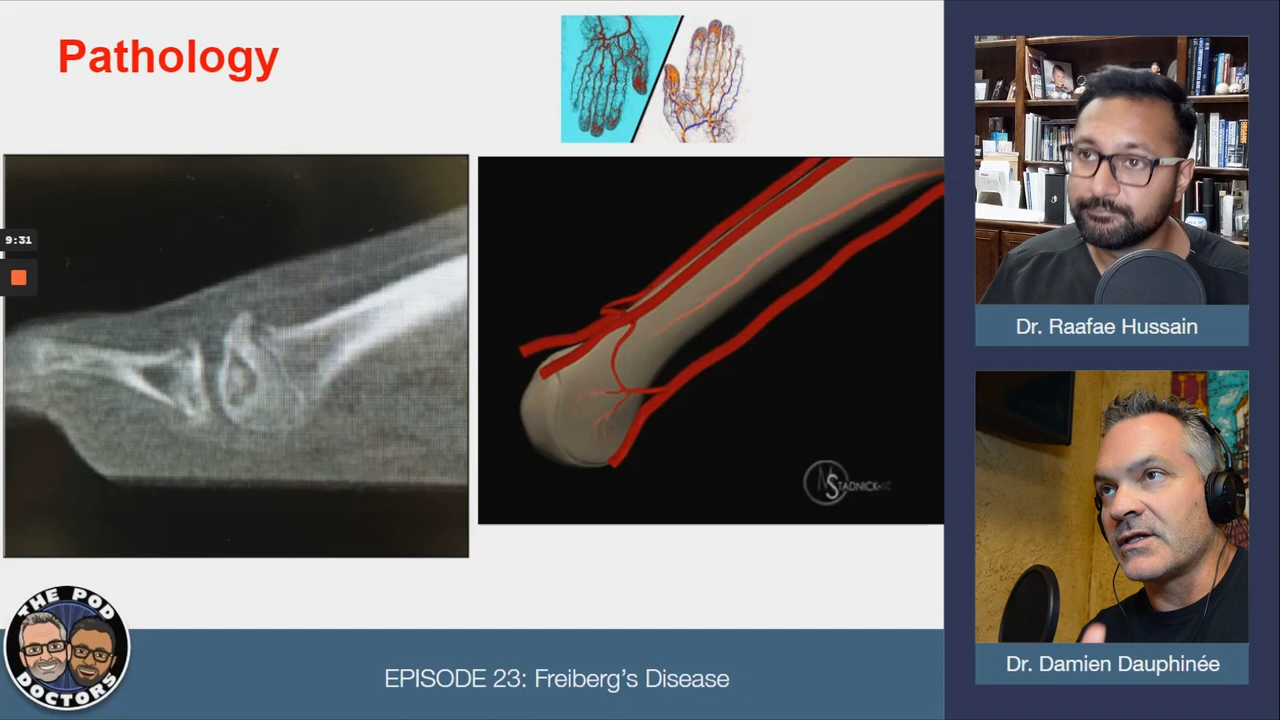 Pathology
9:31
Dr. Raafae Hussain
STADNICK
Dr. Damien Dauphinée
THE POD
DOCTORS
EPISODE 23: Freiberg's Disease